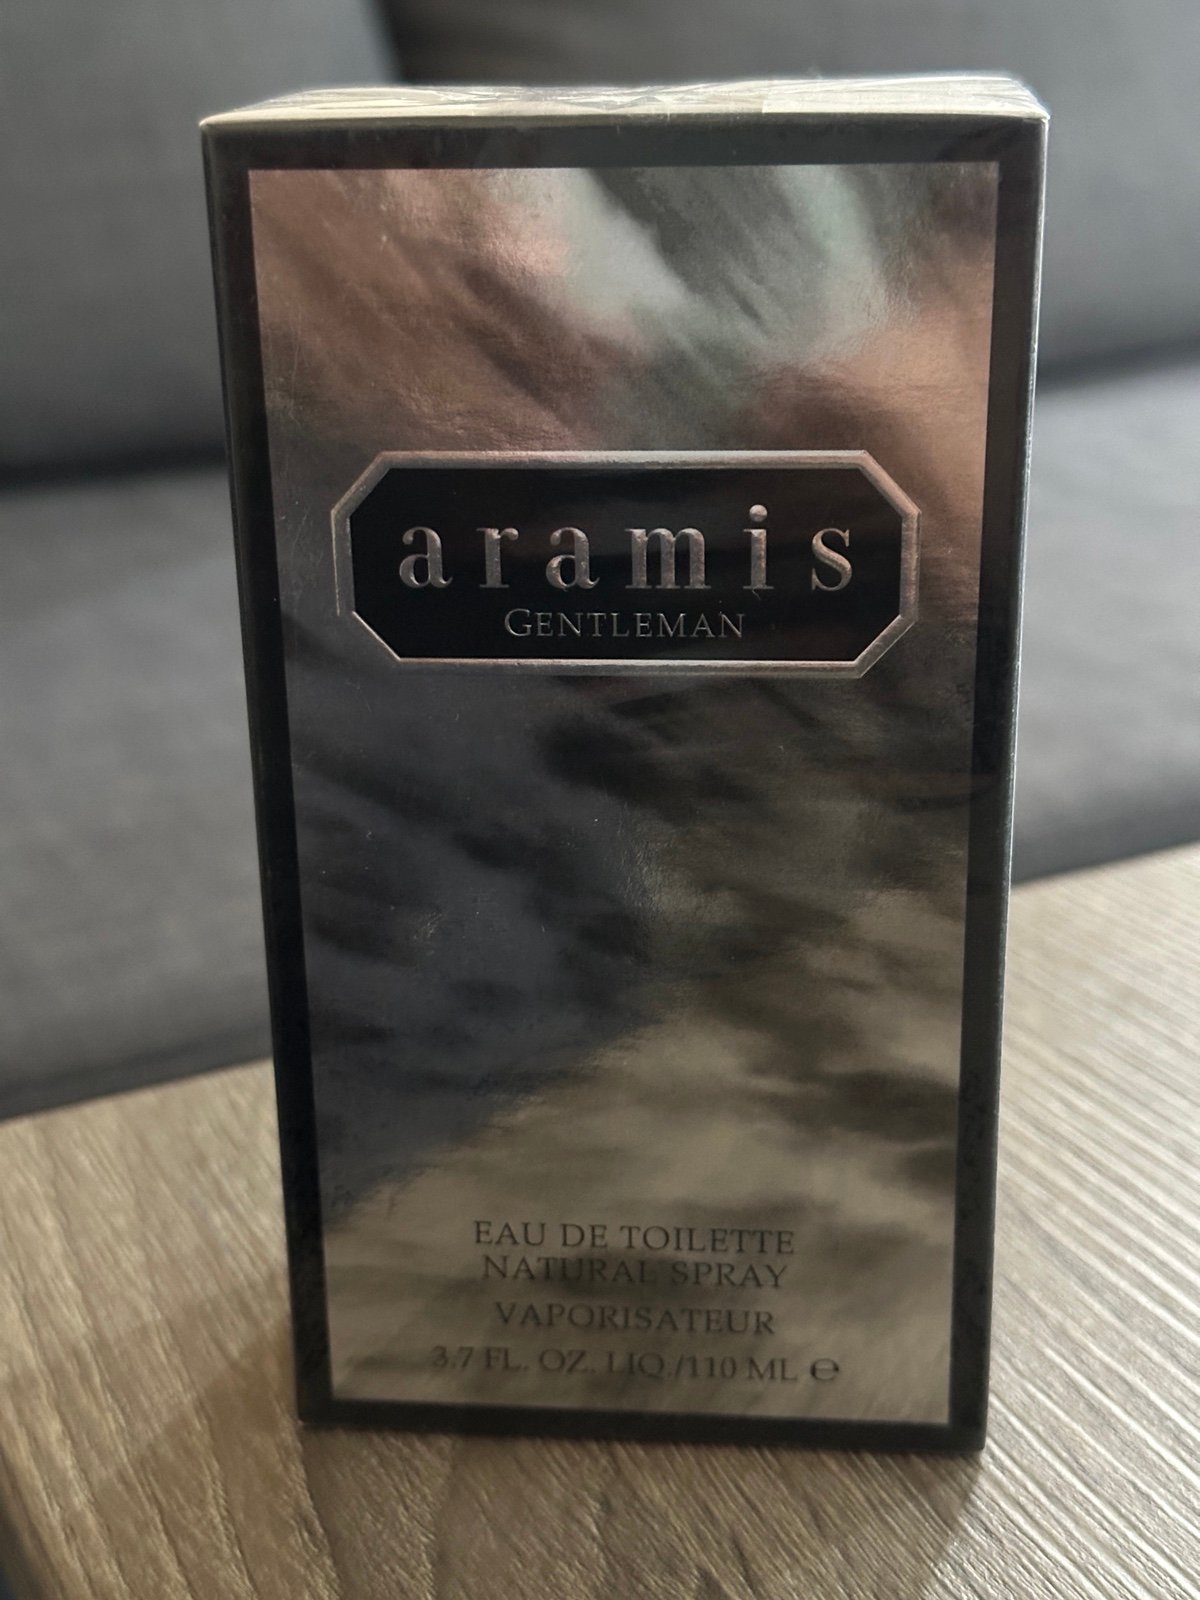 aramis
GENTLEMAN
EAU DE TOILETTE
NATURAL SPRAY
VAPORISATEUR
3.7 FL. OZ. LIQ./110 ML ℮